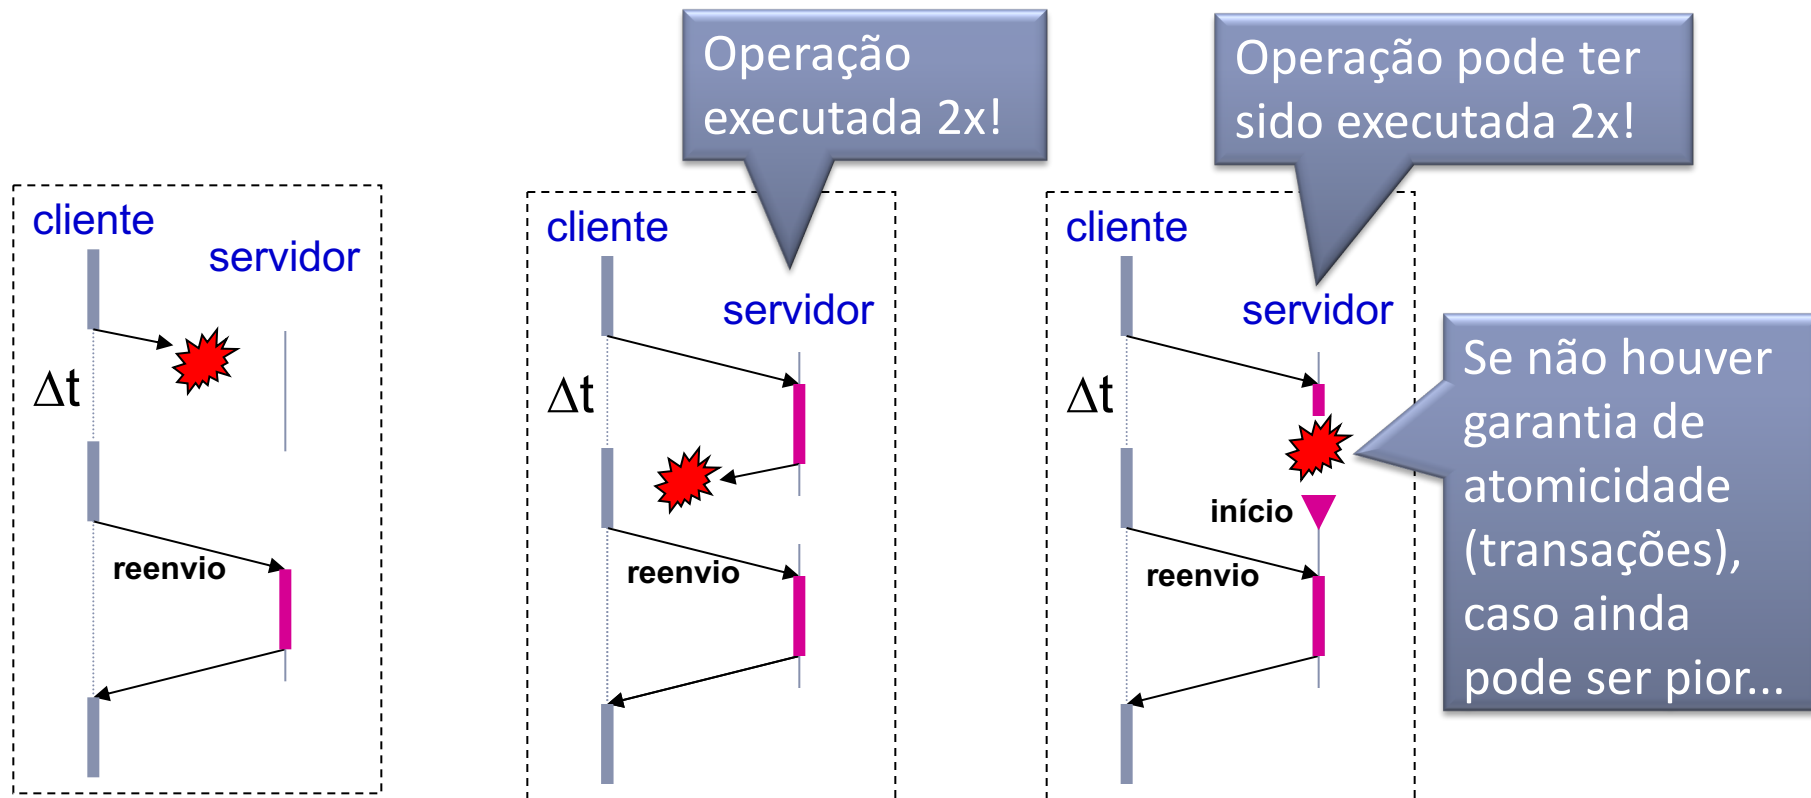 Operação
executada 2x!
Operação pode ter
sido executada 2x!
cliente
servidor
Δt
reenvio
cliente
servidor
Δt
reenvio
cliente
servidor
Δt
início
reenvio
Se não houver
garantia de
atomicidade
(transações),
caso ainda
pode ser pior...